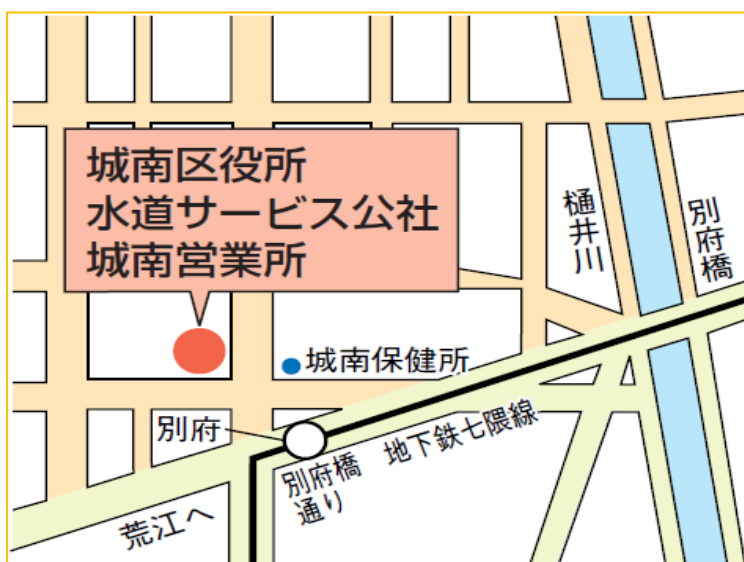 城南区役所
水道サービス公社
城南営業所
樋井川
別府橋
城南保健所
別府
地下鉄七隈線
別府橋
通り
荒江へ